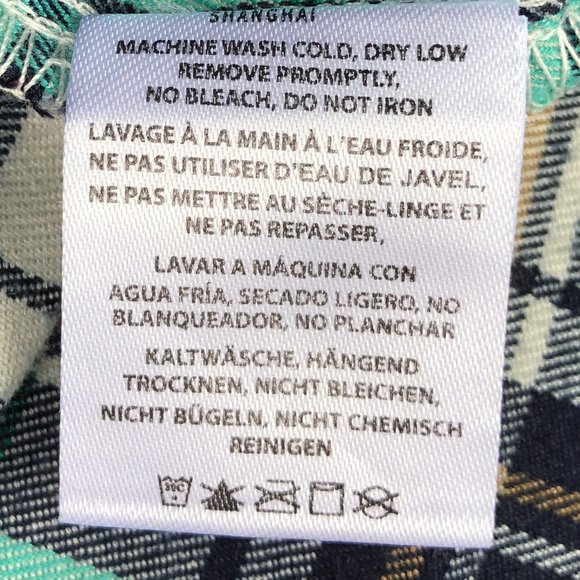 SHANGHAI
MACHINE WASH COLD, DRY LOW
REMOVE PROMPTLY,
NO BLEACH, DO NOT IRON
LAVAGE À LA MAIN À L'EAU FROIDE,
NE PAS UTILISER D'EAU DE JAVEL,
NE PAS METTRE AU SÈCHE-LINGE ET
NE PAS REPASSER,
LAVAR A MÁQUINA CON
AGUA FRÍA, SECADO LIGERO, NO
BLANQUEADOR, NO PLANCHAR
KALTWÄSCHE, HÄNGEND
TROCKNEN, NICHT BLEICHEN,
NICHT BÜGELN, NICHT CHEMISCH
REINIGEN
30C